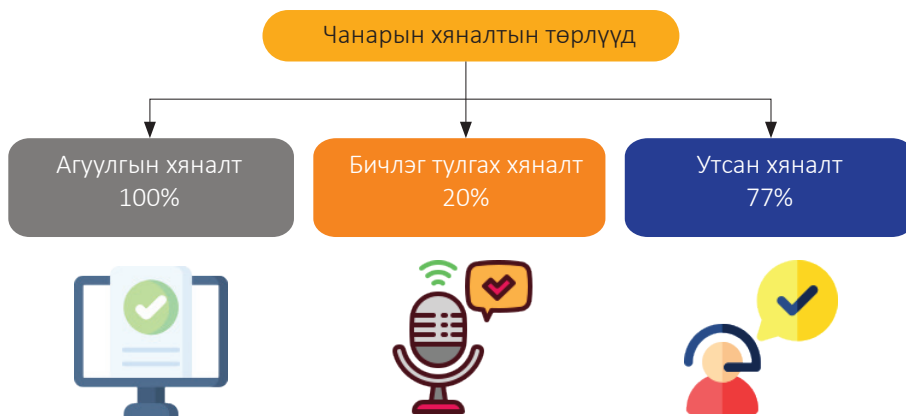 Чанарын хяналтын төрлүүд
Агуулгын хяналт
100%
Бичлэг тулгах хяналт
20%
Утсан хяналт
77%